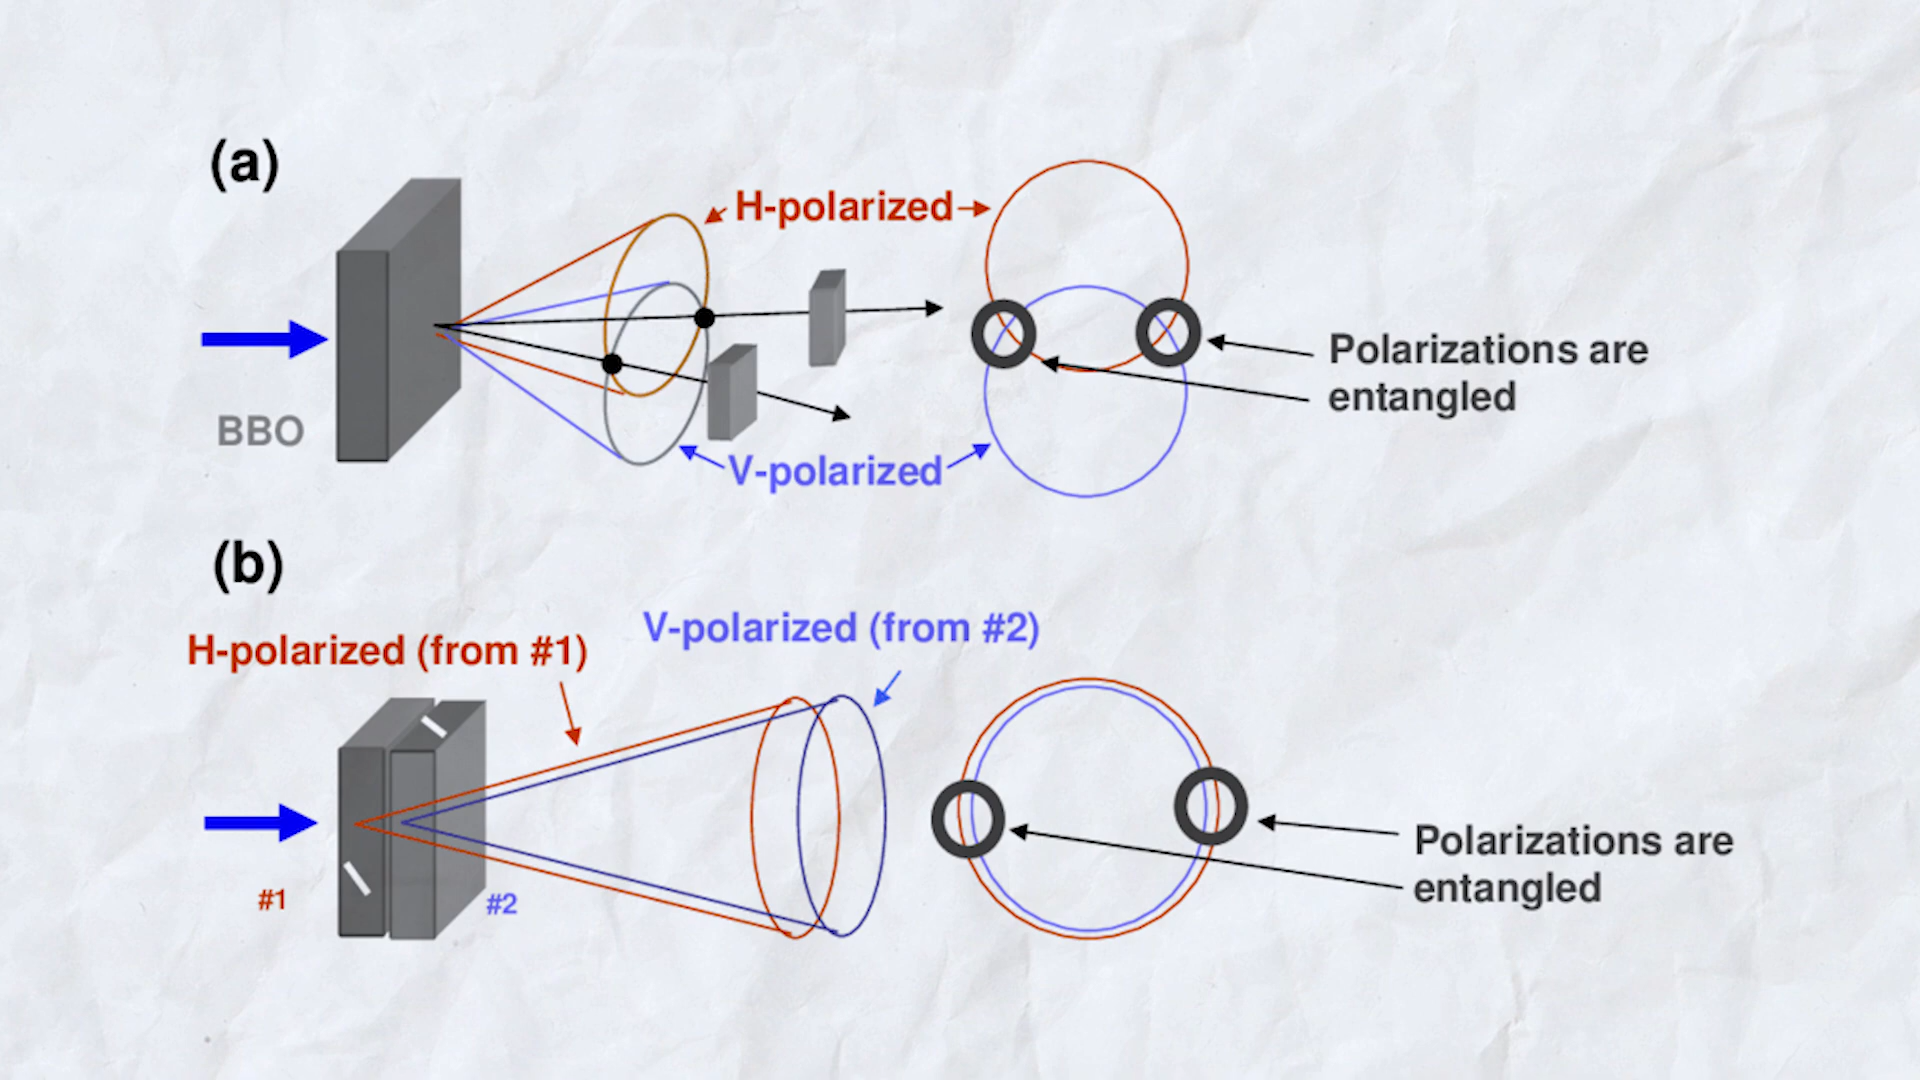 (a)
H-polarized
BBO
V-polarized
Polarizations are
entangled
(b)
H-polarized (from #1)
V-polarized (from #2)
#1
#2
Polarizations are
entangled